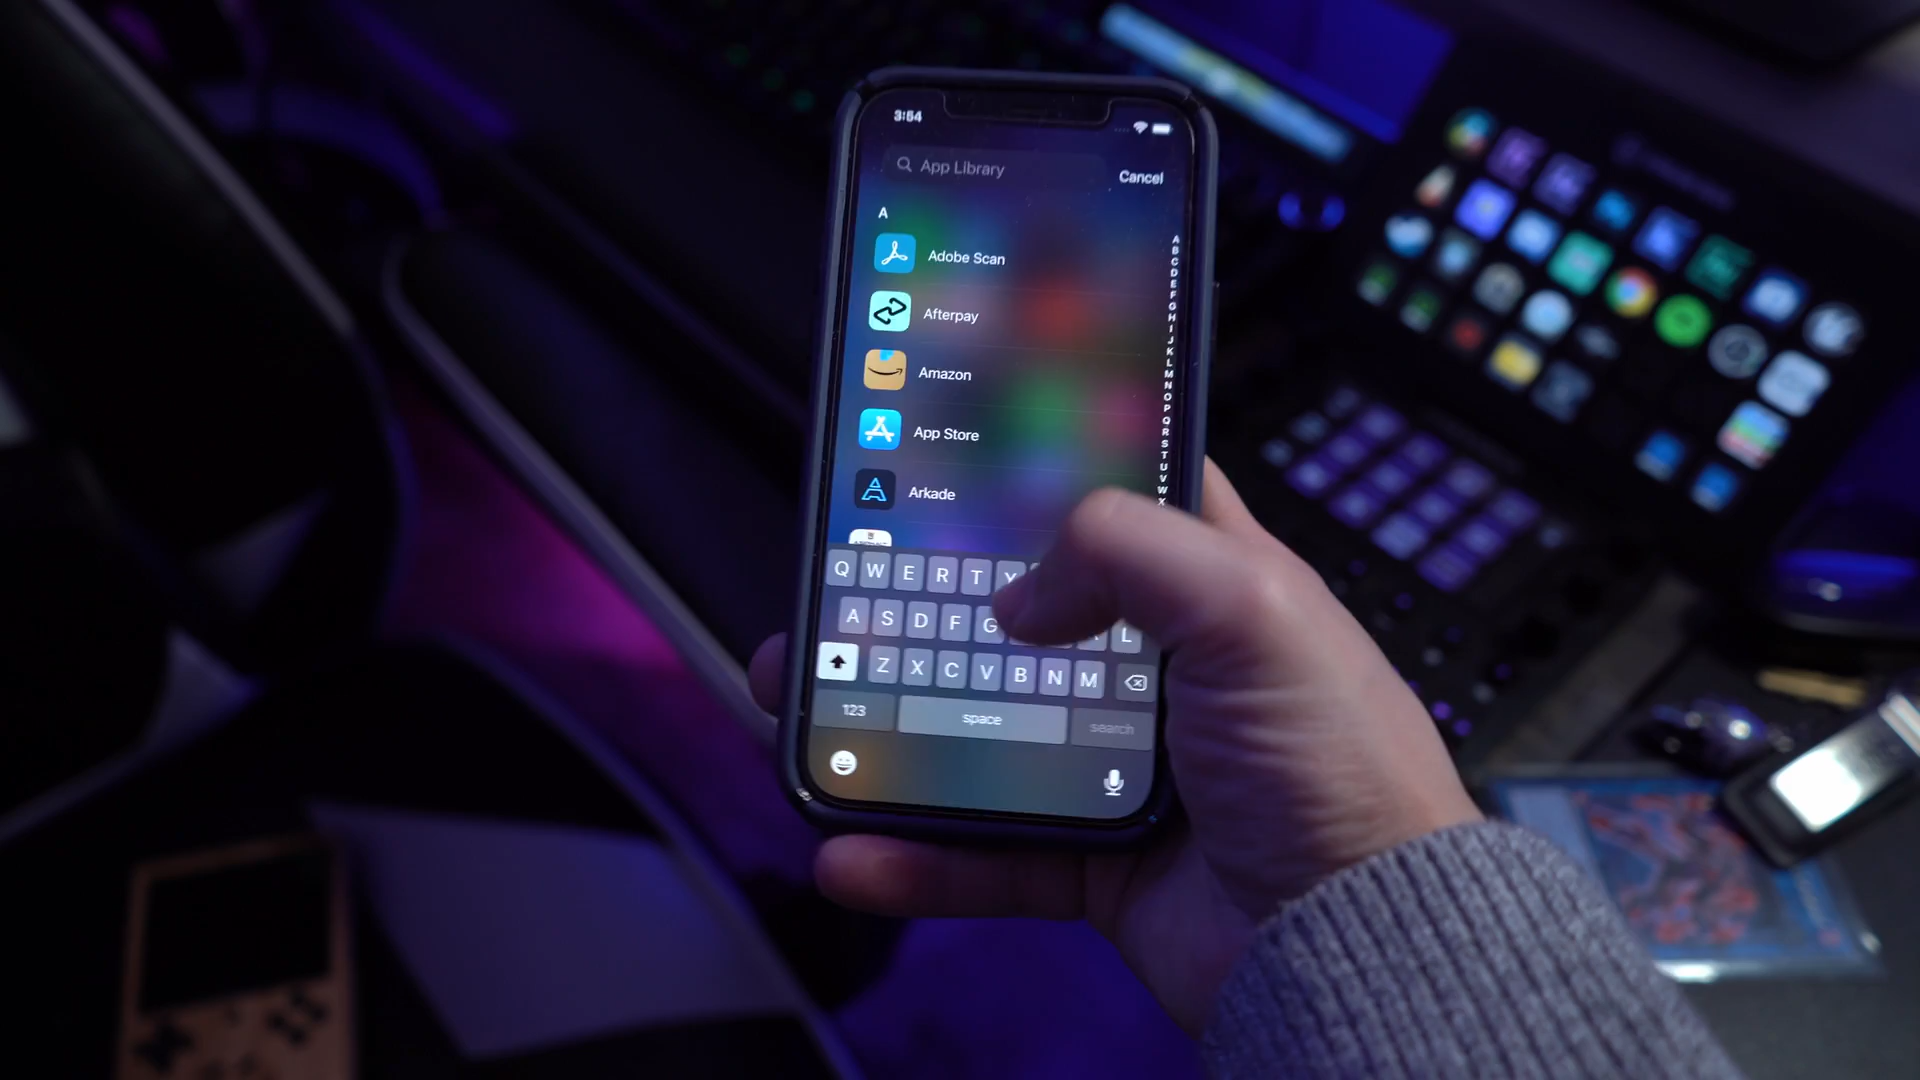 3:54
App Library
Cancel
A
Adobe Scan
Afterpay
Amazon
App Store
Arkade
A
B
C
D
E
F
G
H
I
J
K
L
M
N
O
P
Q
R
S
T
U
V
W
X
Q W E R T Y
A S D F G L
Z X C V B N M
123 space search